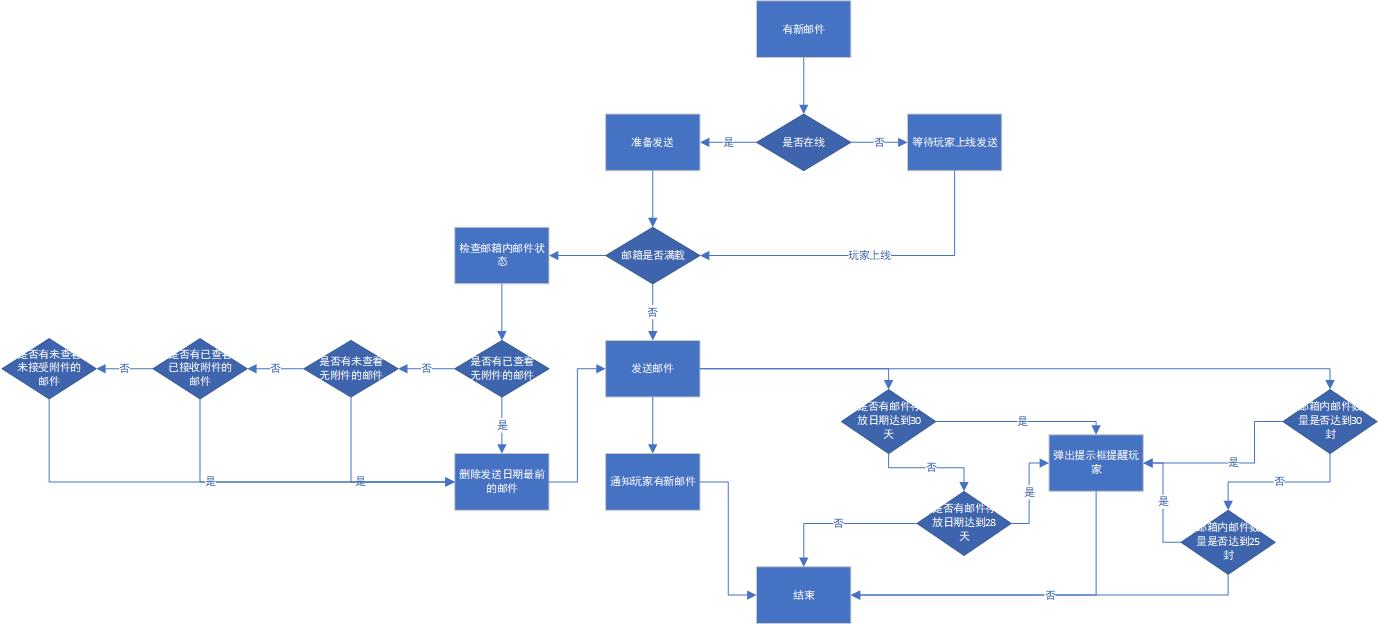 有新邮件
准备发送
是
是否在线
否
等待玩家上线发送
检查邮箱内邮件状
态
邮箱是否满载
玩家上线
否
是否有未查看
未接受附件的
邮件
否
是否有已查看
已接收附件的
邮件
否
是否有未查看
无附件的邮件
否
是否有已查看
无附件的邮件
发送邮件
是
是否有邮件存
放日期达到30
天
是
邮箱内邮件数
量是否达到30
封
弹出提示框提醒玩
家
是
否
是
是
删除发送日期最前
的邮件
通知玩家有新邮件
是
是
否
否
是否有邮件存
放日期达到28
天
邮箱内邮件数
量是否达到25
封
结束
否